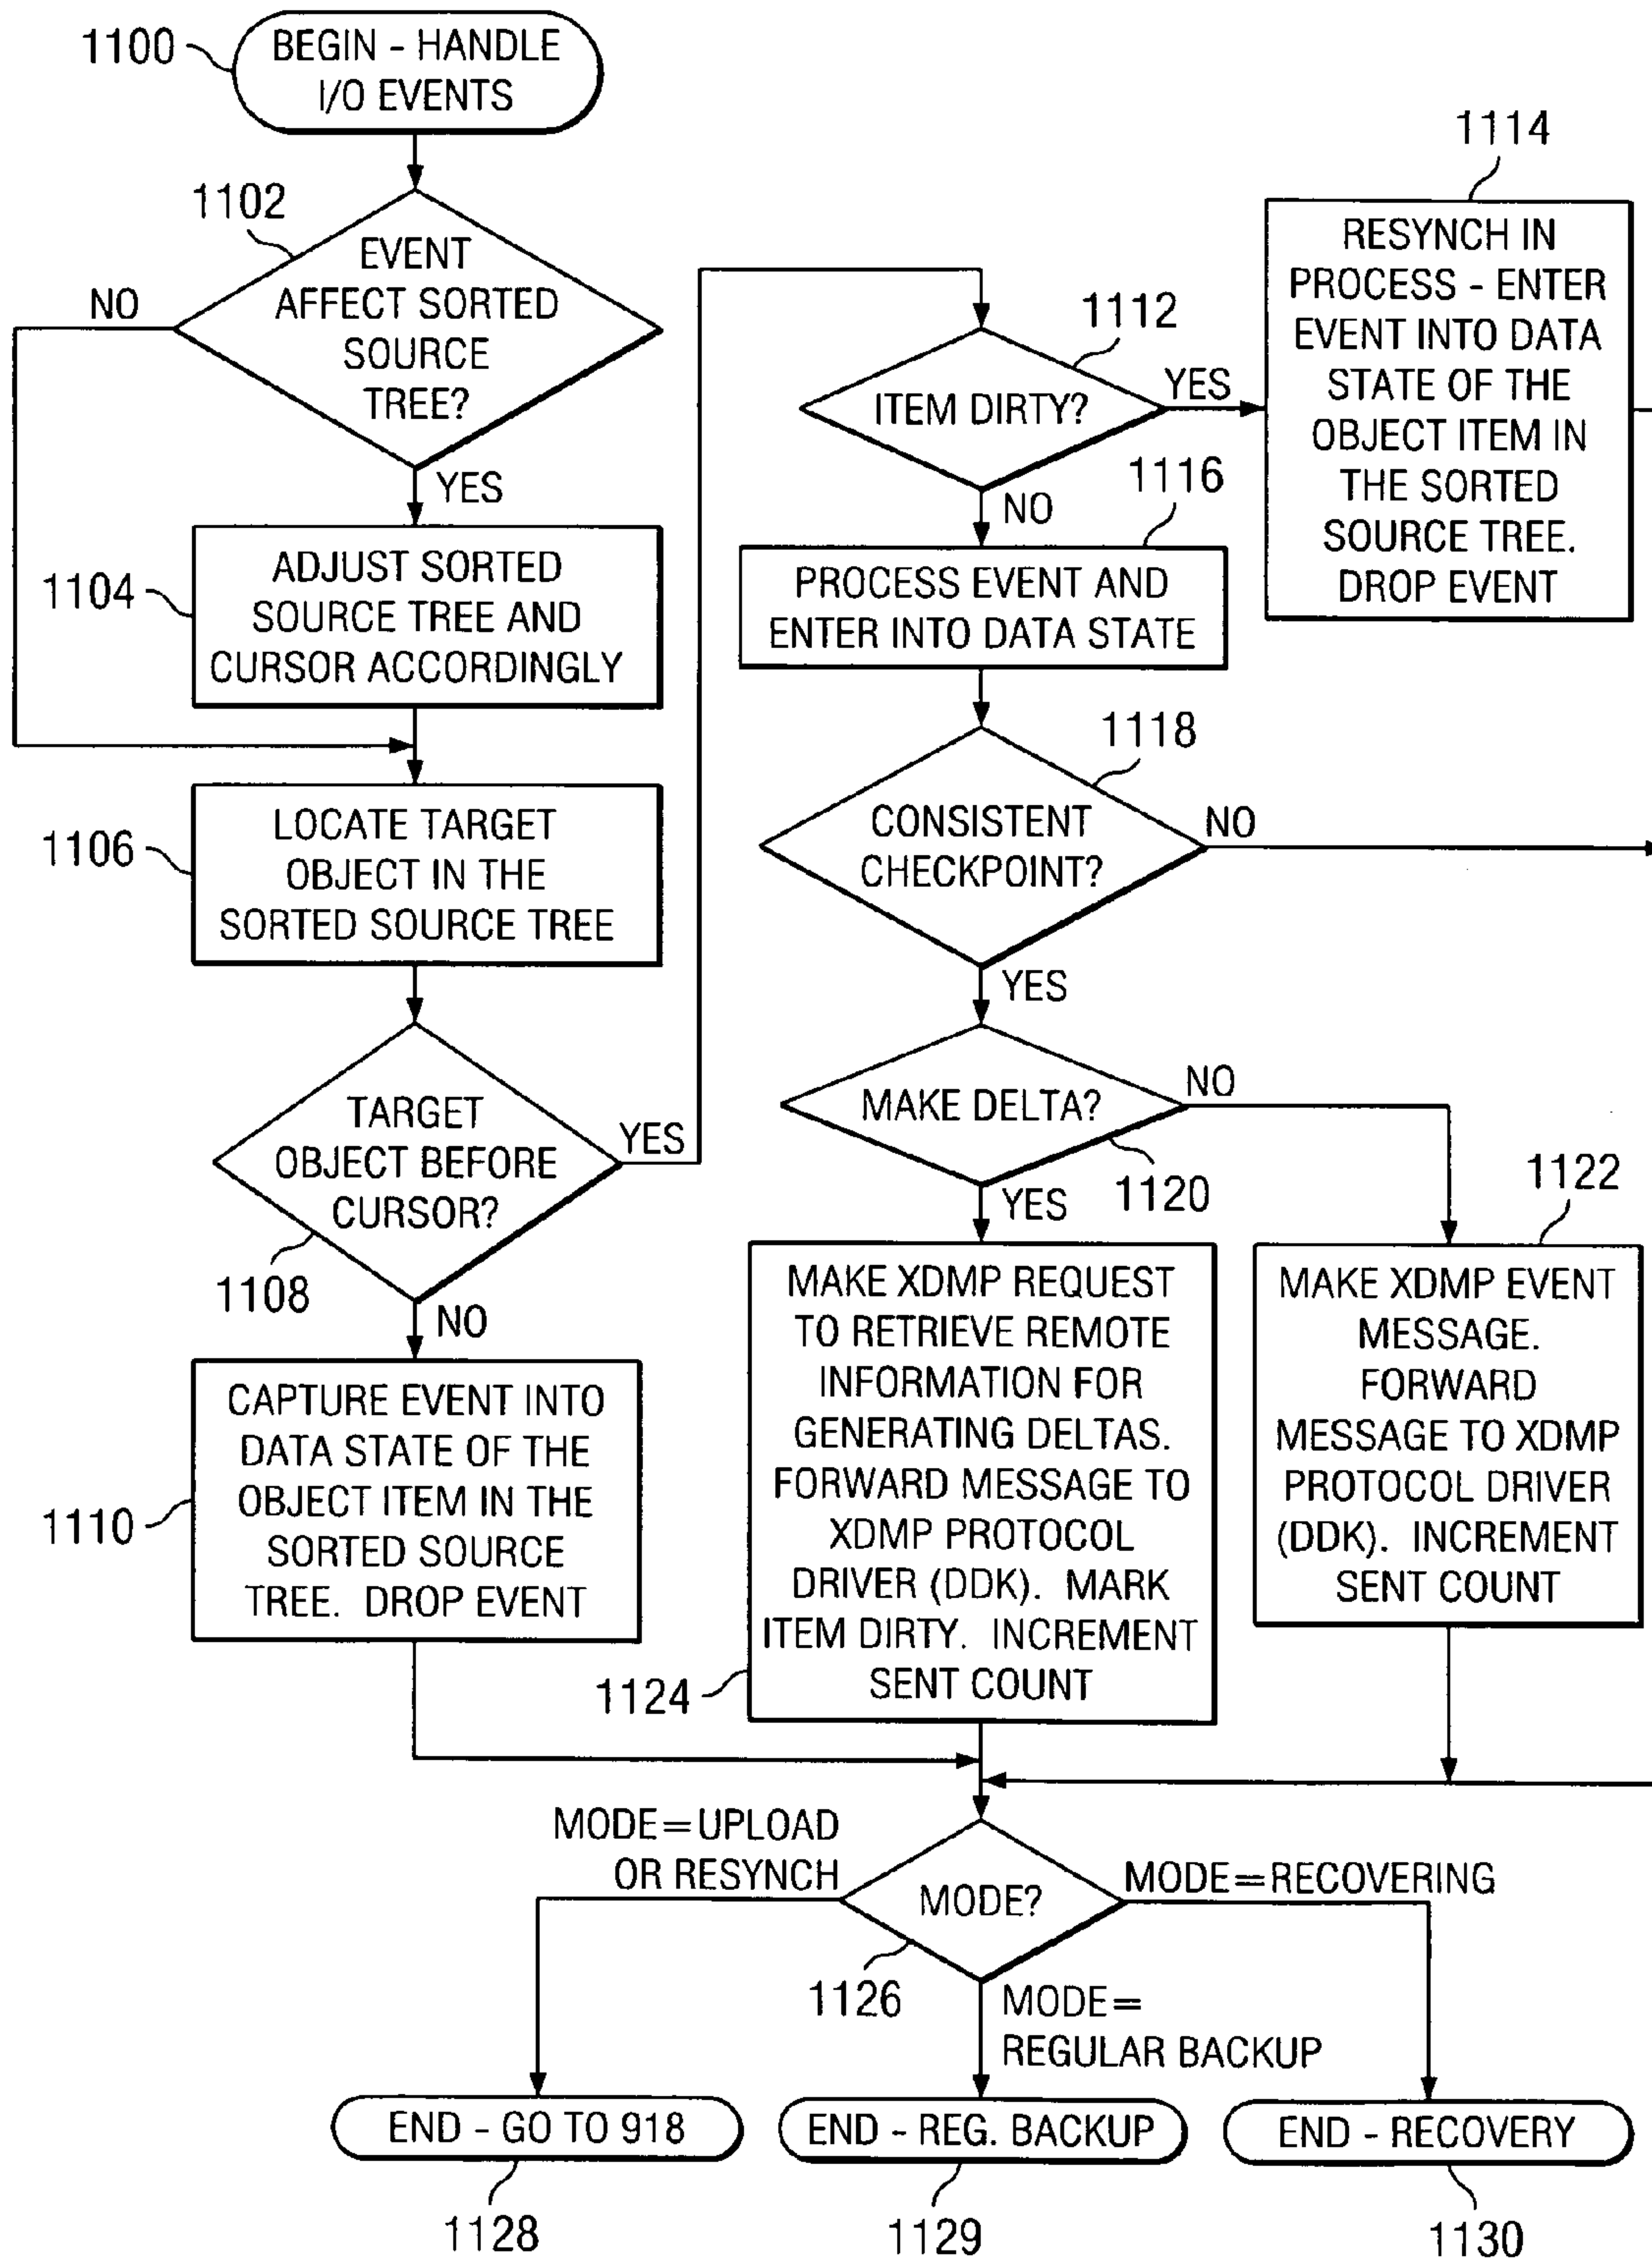 1100
BEGIN - HANDLE
I/O EVENTS
1102
EVENT
AFFECT SORTED
SOURCE
TREE?
NO
YES
1104
ADJUST SORTED
SOURCE TREE AND
CURSOR ACCORDINGLY
1106
LOCATE TARGET
OBJECT IN THE
SORTED SOURCE TREE
TARGET
OBJECT BEFORE
CURSOR?
YES
1108
NO
1110
CAPTURE EVENT INTO
DATA STATE OF THE
OBJECT ITEM IN THE
SORTED SOURCE
TREE. DROP EVENT
1112
ITEM DIRTY?
YES
NO
1114
RESYNCH IN
PROCESS - ENTER
EVENT INTO DATA
STATE OF THE
OBJECT ITEM IN
THE SORTED
SOURCE TREE.
DROP EVENT
1116
PROCESS EVENT AND
ENTER INTO DATA STATE
1118
CONSISTENT
CHECKPOINT?
NO
YES
MAKE DELTA?
NO
1120
YES
1122
MAKE XDMP EVENT
MESSAGE.
FORWARD
MESSAGE TO XDMP
PROTOCOL DRIVER
(DDK). INCREMENT
SENT COUNT
MAKE XDMP REQUEST
TO RETRIEVE REMOTE
INFORMATION FOR
GENERATING DELTAS.
FORWARD MESSAGE TO
XDMP PROTOCOL
DRIVER (DDK). MARK
ITEM DIRTY. INCREMENT
SENT COUNT
1124
MODE=UPLOAD
OR RESYNCH
MODE?
MODE=RECOVERING
1126
MODE=
REGULAR BACKUP
END - GO TO 918
END - REG. BACKUP
END - RECOVERY
1128
1129
1130